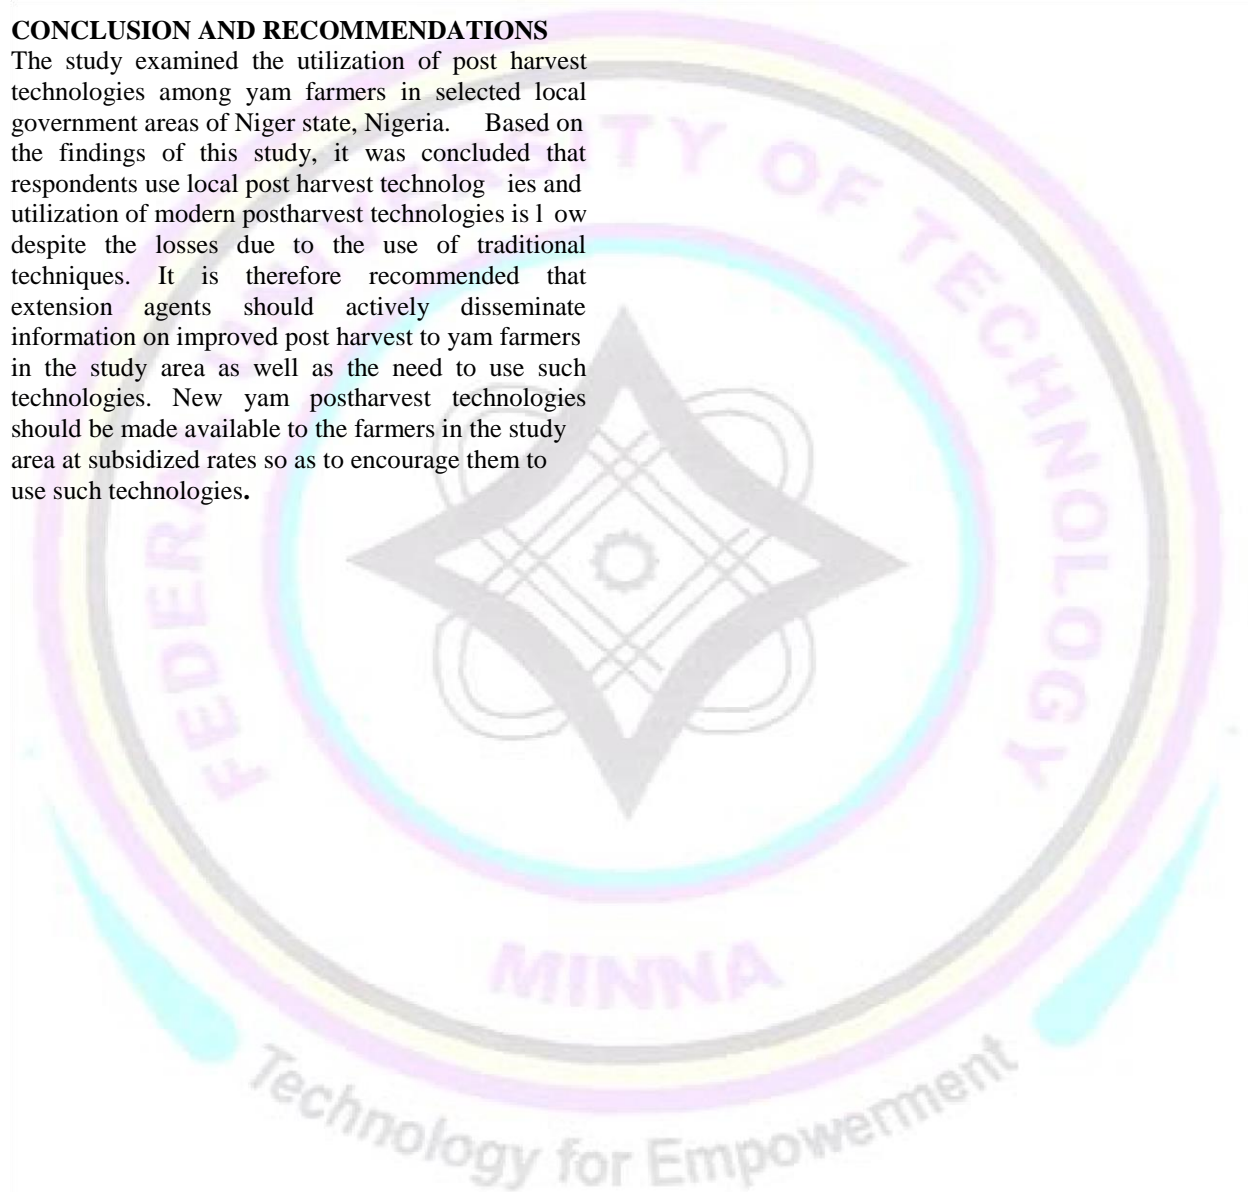 CONCLUSION AND RECOMMENDATIONS
The study examined the utilization of post harvest
technologies among yam farmers in selected local
government areas of Niger state, Nigeria. Based on
the findings of this study, it was concluded that
respondents use local post harvest technolog ies and
utilization of modern postharvest technologies is l ow
despite the losses due to the use of traditional
techniques. It is therefore recommended that
extension agents should actively disseminate
information on improved post harvest to yam farmers
in the study area as well as the need to use such
technologies. New yam postharvest technologies
should be made available to the farmers in the study
area at subsidized rates so as to encourage them to
use such technologies.
FEDERAL UNIVERSITY OF TECHNOLOGY
MINNA
Technology for Empowerment